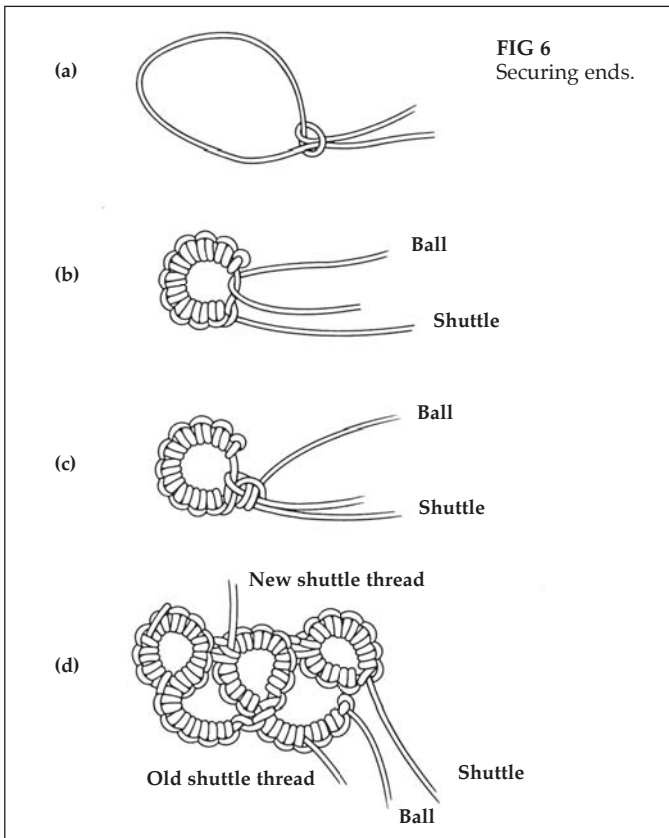 FIG 6
Securing ends.
(a)
Ball
(b)
Shuttle
Ball
(c)
Shuttle
New shuttle thread
(d)
Old shuttle thread
Shuttle
Ball